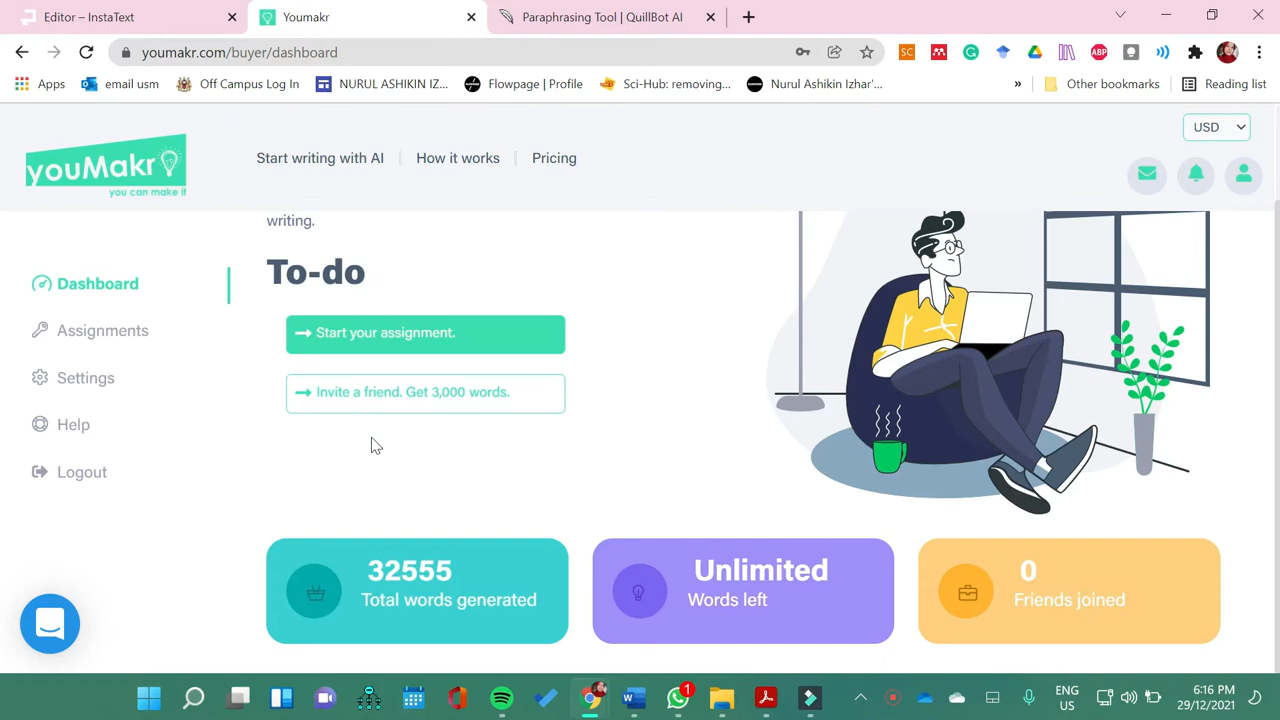 Editor – InstaText
Youmakr
Paraphrasing Tool | QuillBot AI
youmakr.com/buyer/dashboard
SC
ABP
Apps
email usm
Off Campus Log In
NURUL ASHIKIN IZ...
Flowpage | Profile
Sci-Hub: removing...
Nurul Ashikin Izhar'...
»
Other bookmarks
Reading list
USD
youMakr
you can make it
Start writing with AI
How it works
Pricing
writing.
To-do
Start your assignment.
Invite a friend. Get 3,000 words.
Dashboard
Assignments
Settings
Help
Logout
32555
Total words generated
Unlimited
Words left
0
Friends joined
1
ENG
US
6:16 PM
29/12/2021